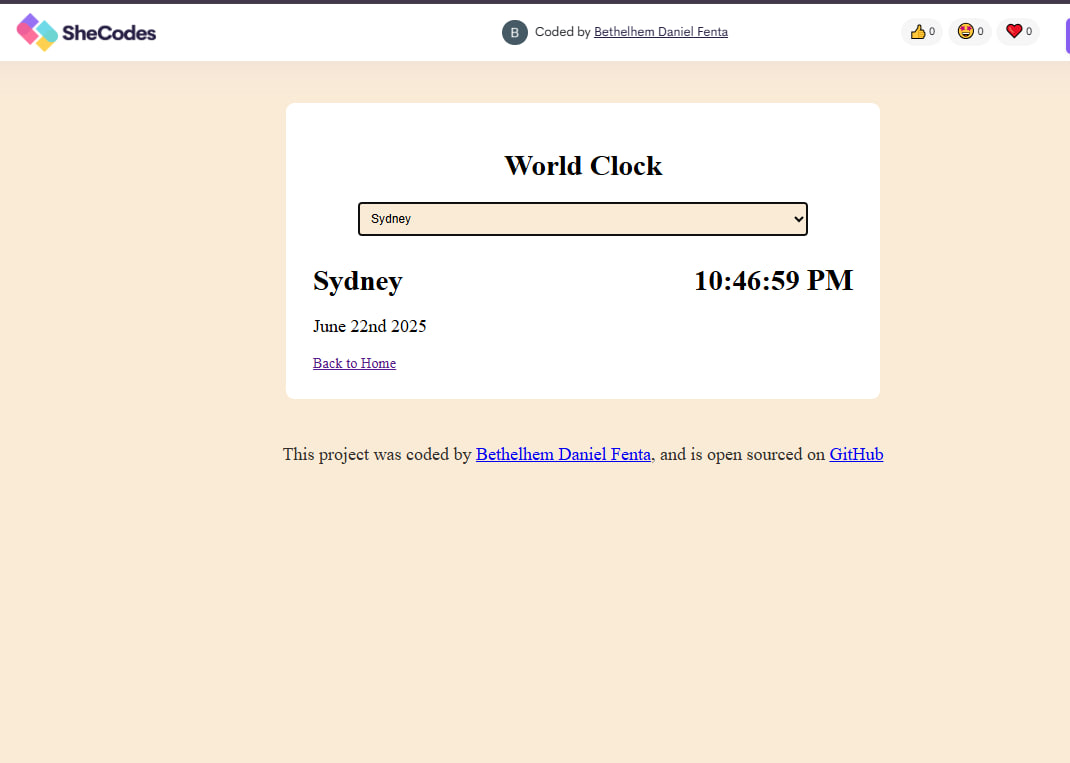 SheCodes
B Coded by Bethelhem Daniel Fenta
👍 0 🤩 0 ❤️ 0
World Clock
Sydney
Sydney 10:46:59 PM
June 22nd 2025
Back to Home
This project was coded by Bethelhem Daniel Fenta, and is open sourced on GitHub